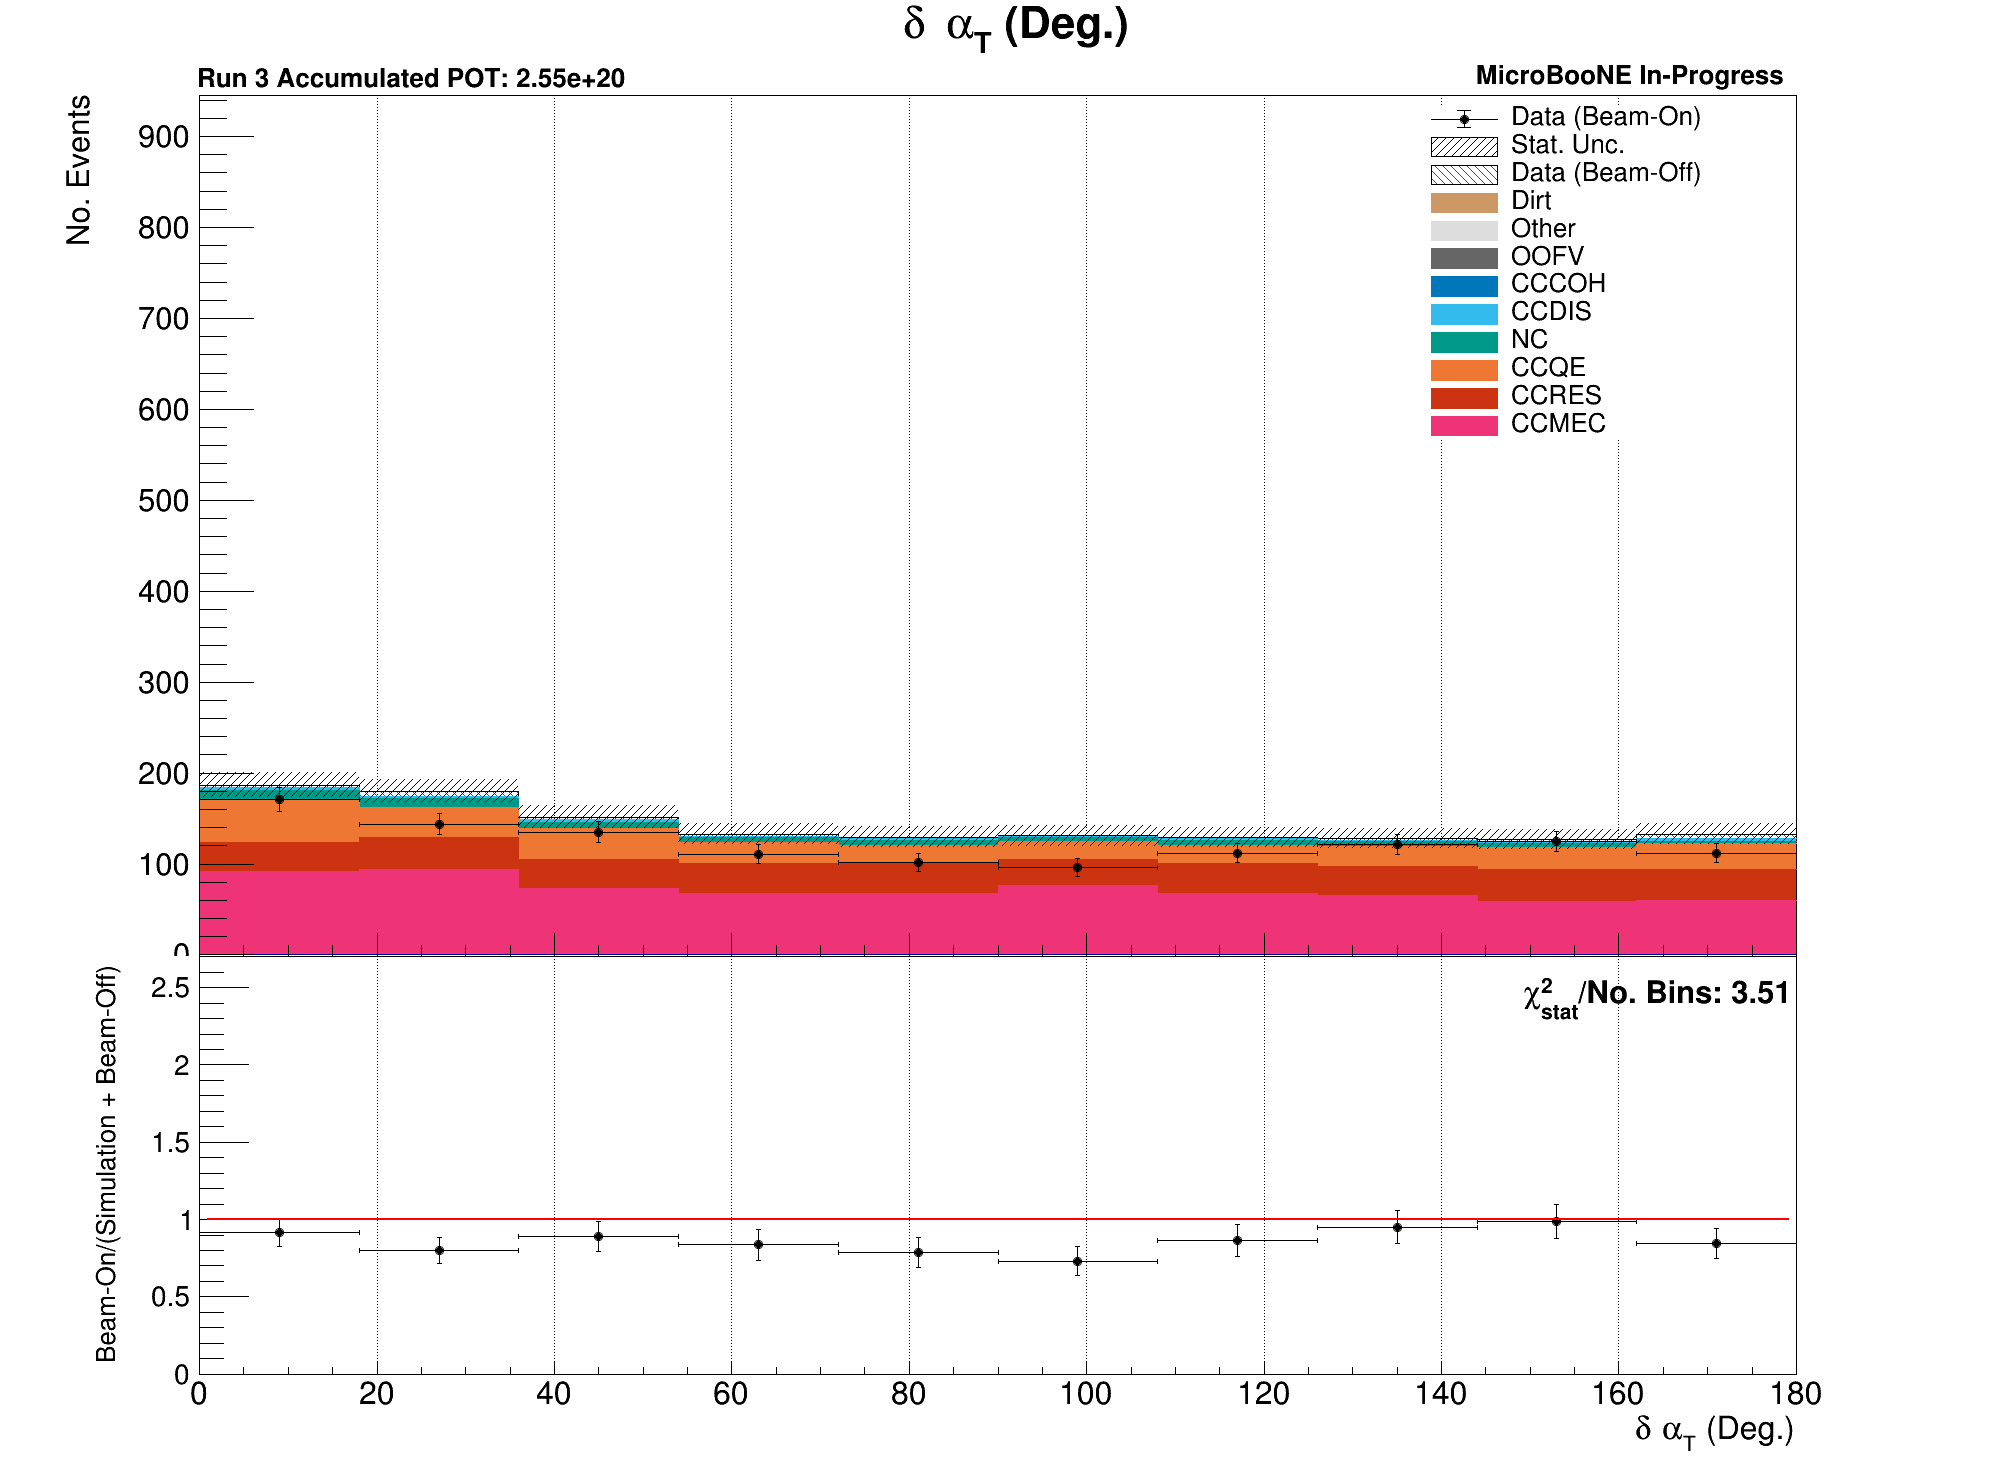 δ α_T (Deg.)
Run 3 Accumulated POT: 2.55e+20
MicroBooNE In-Progress
No. Events
900
800
700
600
500
400
300
200
100
0
Data (Beam-On)
Stat. Unc.
Data (Beam-Off)
Dirt
Other
OOFV
CCCOH
CCDIS
NC
CCQE
CCRES
CCMEC
Beam-On/(Simulation + Beam-Off)
2.5
2
1.5
1
0.5
0
χ²_stat/No. Bins: 3.51
0 20 40 60 80 100 120 140 160 180
δ α_T (Deg.)